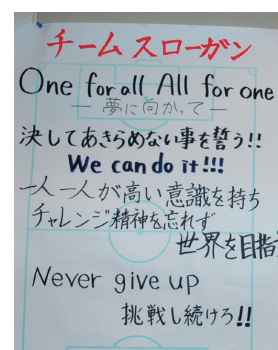 チームスローガン
One for all All for one
― 夢に向かって ―
決してあきらめない事を誓う!!
We can do it!!!
一人一人が高い意識を持ち
チャレンジ精神を忘れず
世界を目指
Never give up
挑戦し続けろ!!